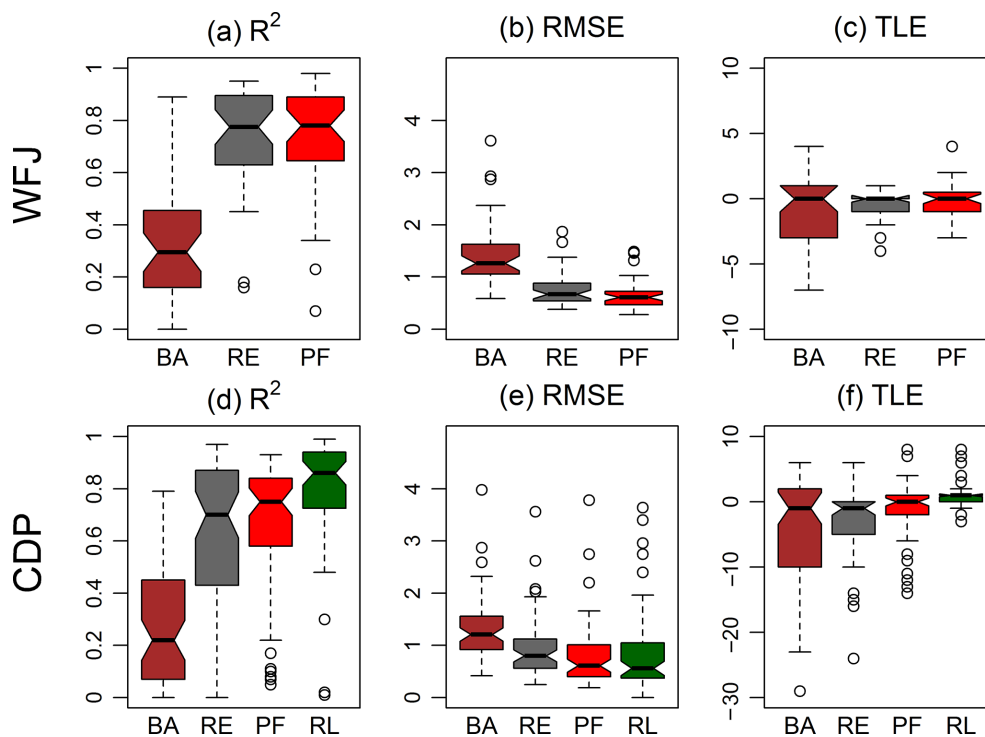 (a) R²
(b) RMSE
(c) TLE
WFJ
0 0.2 0.4 0.6 0.8 1
0 1 2 3 4
−10 −5 0 5 10
BA RE PF
BA RE PF
BA RE PF
(d) R²
(e) RMSE
(f) TLE
CDP
0 0.2 0.4 0.6 0.8 1
0 1 2 3 4
−30 −20 −10 0 10
BA RE PF RL
BA RE PF RL
BA RE PF RL